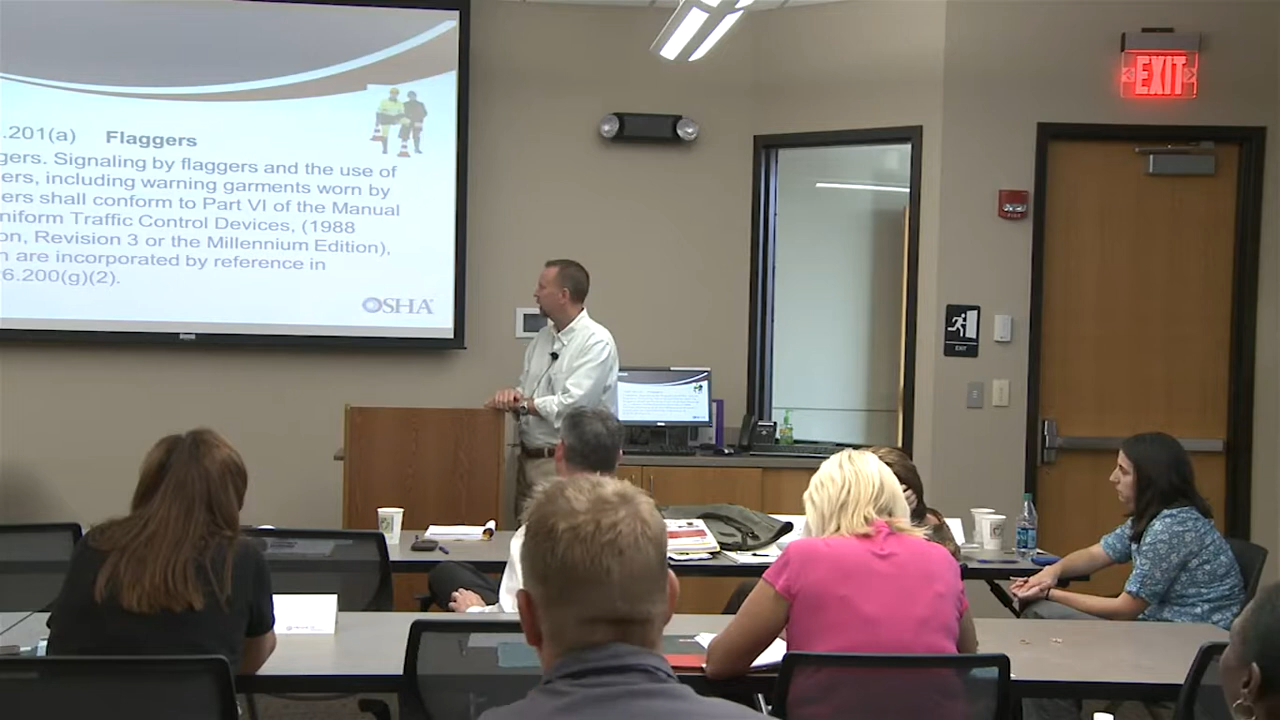 .201(a) Flaggers
gers. Signaling by flaggers and the use of
ers, including warning garments worn by
ers shall conform to Part VI of the Manual
niform Traffic Control Devices, (1988
on, Revision 3 or the Millennium Edition),
n are incorporated by reference in
6.200(g)(2).
OSHA
EXIT
FIRE
EXIT